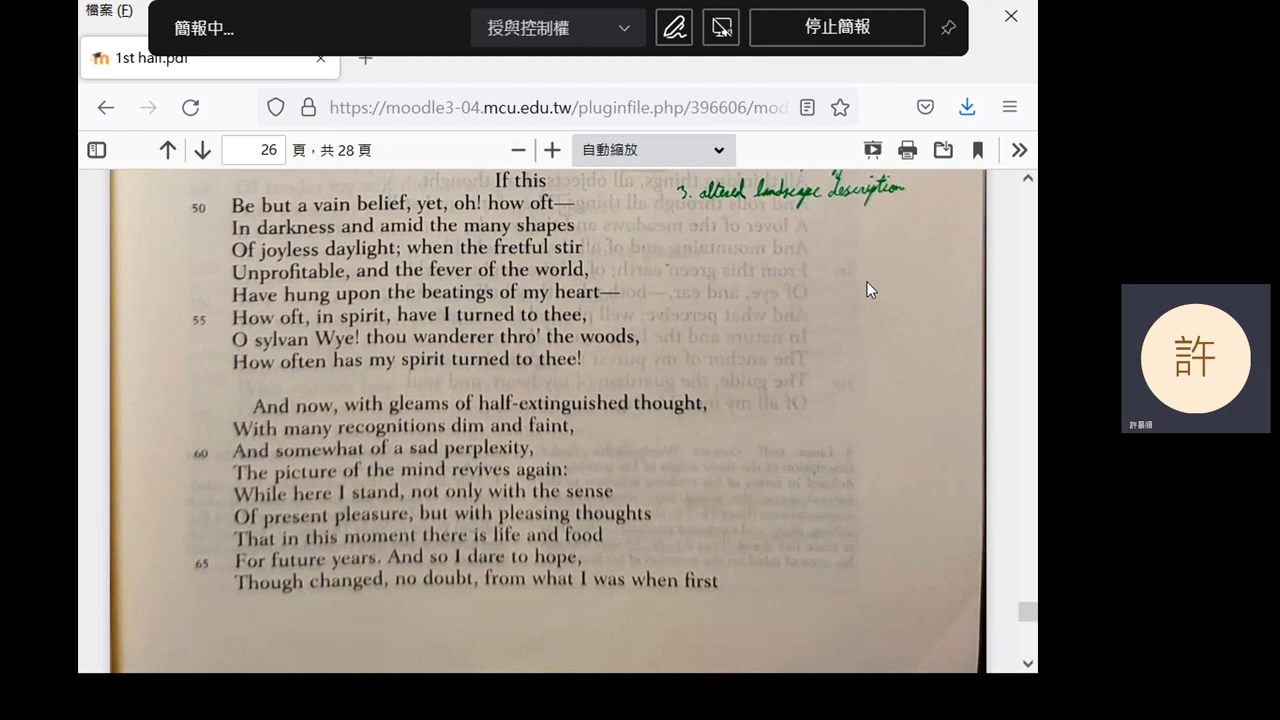 檔案 (F)
簡報中...
授與控制權
停止簡報
1st half.pdf
https://moodle3-04.mcu.edu.tw/pluginfile.php/396606/mod
26
頁，共 28 頁
自動縮放
If this
3. altered landscape description
50 Be but a vain belief, yet, oh! how oft—
In darkness and amid the many shapes
Of joyless daylight; when the fretful stir
Unprofitable, and the fever of the world,
Have hung upon the beatings of my heart—
55 How oft, in spirit, have I turned to thee,
O sylvan Wye! thou wanderer thro' the woods,
How often has my spirit turned to thee!
And now, with gleams of half-extinguished thought,
With many recognitions dim and faint,
60 And somewhat of a sad perplexity,
The picture of the mind revives again:
While here I stand, not only with the sense
Of present pleasure, but with pleasing thoughts
That in this moment there is life and food
65 For future years. And so I dare to hope,
Though changed, no doubt, from what I was when first
許
許景順